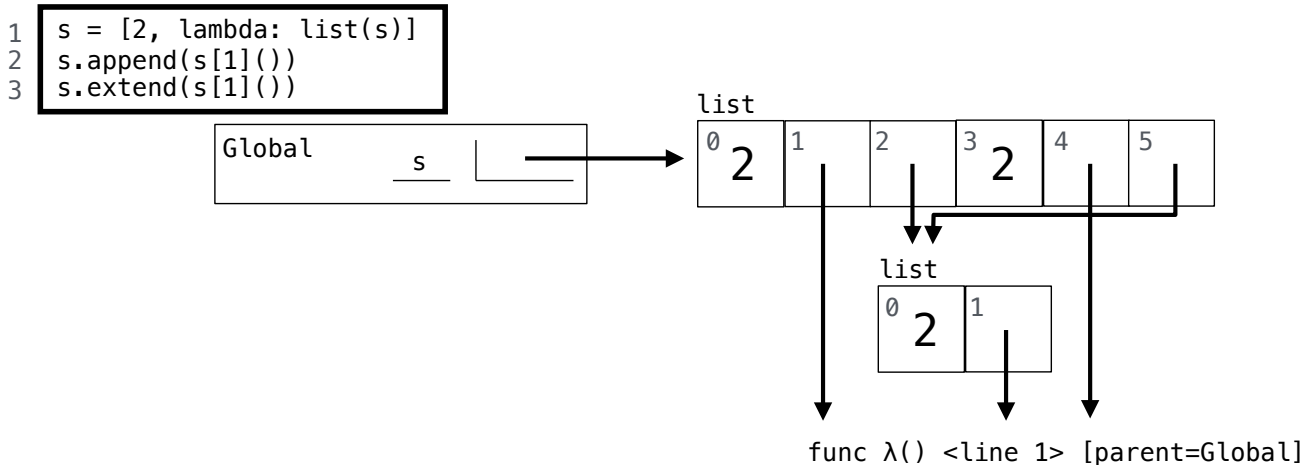 1 s = [2, lambda: list(s)]
2 s.append(s[1]())
3 s.extend(s[1]())
Global s
list
0 2 1 2 3 2 4 5
list
0 2 1
func λ() <line 1> [parent=Global]